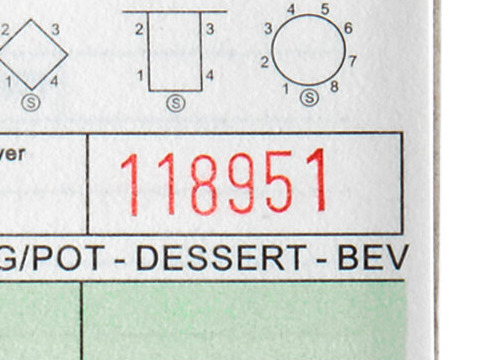 4 5
2 3 2 3 3 6
2 7
1 4 1 4 1 8
S S S
ver
118951
G/POT - DESSERT - BEV